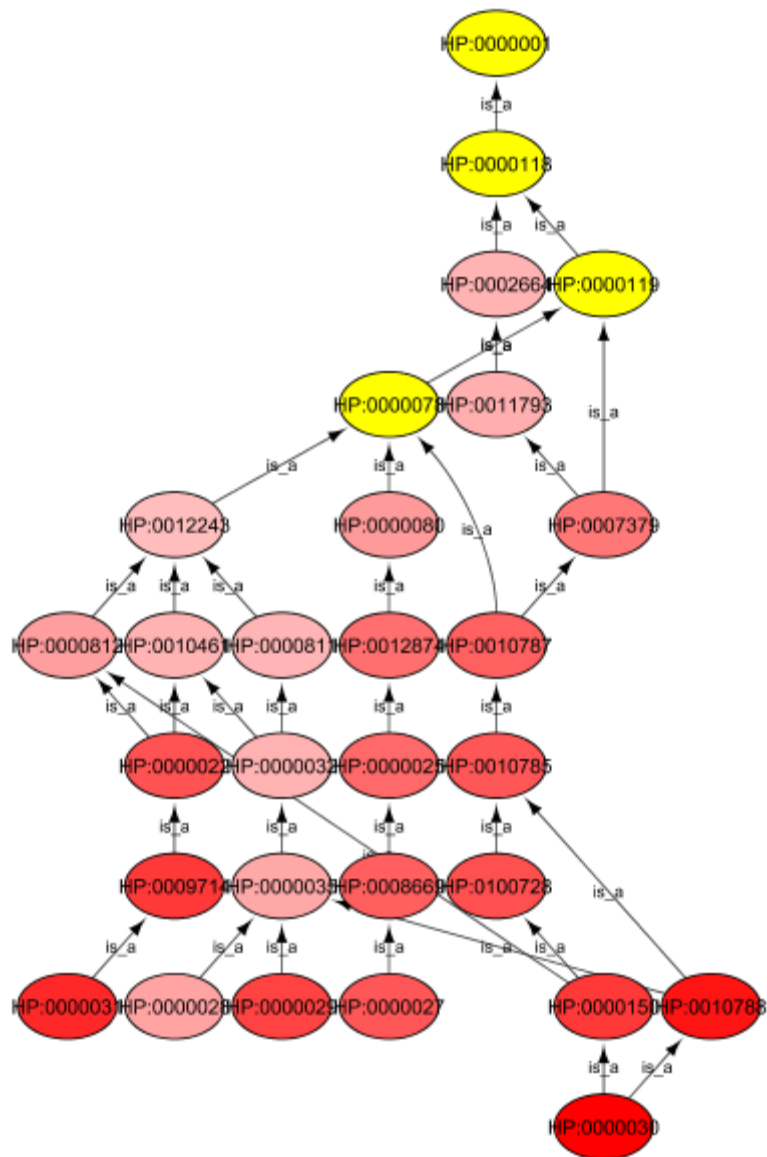 HP:0000001
is_a
HP:0000118
is_a is_a
HP:0002664 HP:0000119
is_a
HP:0000078 HP:0011793 is_a
is_a is_a is_a
HP:0012243 HP:0000080 is_a HP:0007379
is_a is_a is_a is_a is_a
HP:0000812 HP:0010461 HP:0000811 HP:0012874 HP:0010787
is_a is_a is_a is_a is_a is_a
HP:0000022 HP:0000032 HP:0000025 HP:0010785
is_a is_a is_a
HP:0009714 HP:0000035 HP:0008669 HP:0100728 is_a
is_a is_a is_a is_a is_a is_a
HP:0000031 HP:0000028 HP:0000029 HP:0000027 HP:0000150 HP:0010788
is_a is_a
HP:0000030